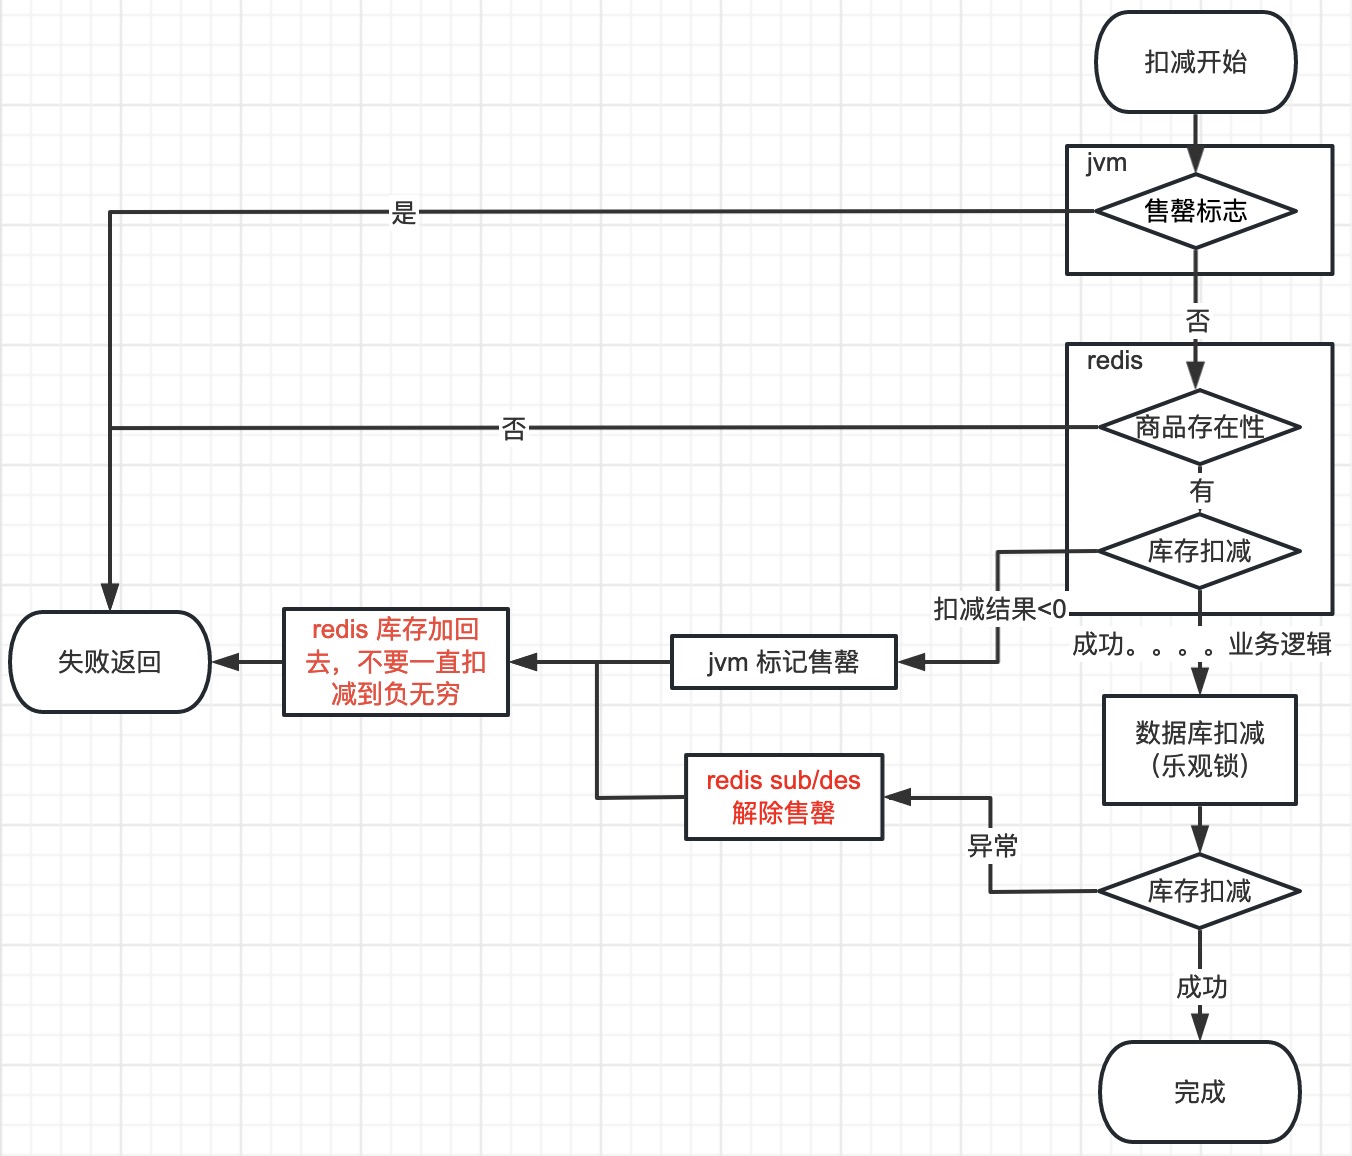 扣减开始
jvm
售罄标志
是
否
redis
商品存在性
否
有
库存扣减
扣减结果<0
成功。。。。业务逻辑
jvm 标记售罄
redis 库存加回
去，不要一直扣
减到负无穷
失败返回
数据库扣减
（乐观锁）
redis sub/des
解除售罄
异常
库存扣减
成功
完成